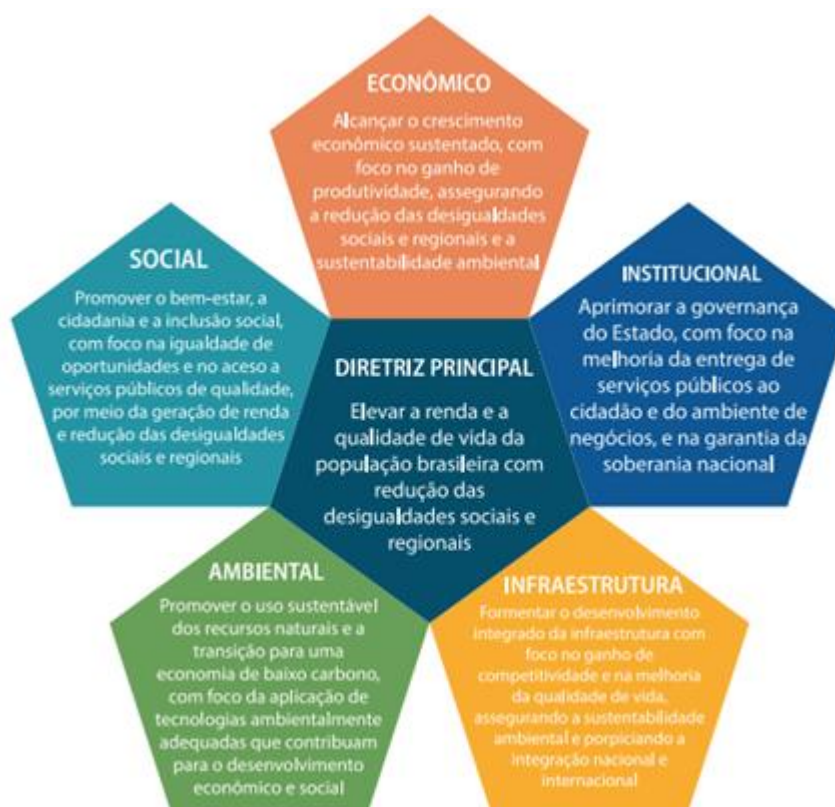 ECONÔMICO
Alcançar o crescimento
econômico sustentado, com
foco no ganho de
produtividade, assegurando
a redução das desigualdades
sociais e regionais e a
sustentabilidade ambiental
SOCIAL
Promover o bem-estar, a
cidadania e a inclusão social,
com foco na igualdade de
oportunidades e no aceso a
serviços públicos de qualidade,
por meio da geração de renda
e redução das desigualdades
sociais e regionais
INSTITUCIONAL
Aprimorar a governança
do Estado, com foco na
melhoria da entrega de
serviços públicos ao
cidadão e do ambiente de
negócios, e na garantia da
soberania nacional
DIRETRIZ PRINCIPAL
Elevar a renda e a
qualidade de vida da
população brasileira com
redução das
desigualdades sociais e
regionais
AMBIENTAL
Promover o uso sustentável
dos recursos naturais e a
transição para uma
economia de baixo carbono,
com foco da aplicação de
tecnologias ambientalmente
adequadas que contribuam
para o desenvolvimento
econômico e social
INFRAESTRUTURA
Formentar o desenvolvimento
integrado da infraestrutura com
foco no ganho de
competitividade e na melhoria
da qualidade de vida,
assegurando a sustentabilidade
ambiental e porpiciando a
integração nacional e
internacional